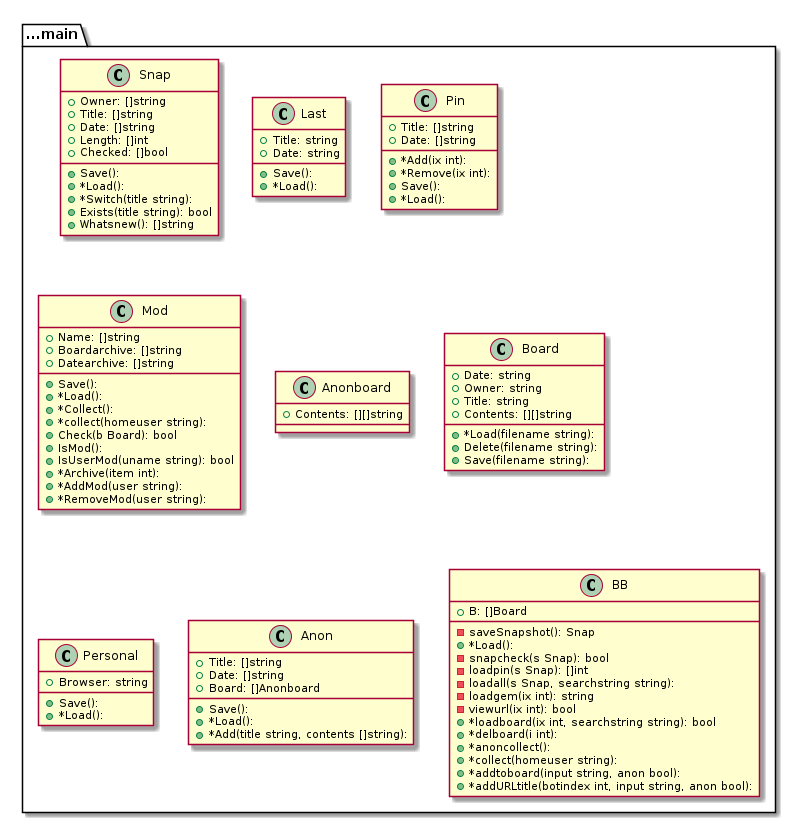 ...main
C Snap
Owner: []string
Title: []string
Date: []string
Length: []int
Checked: []bool
Save():
*Load():
*Switch(title string):
Exists(title string): bool
Whatsnew(): []string
C Last
Title: string
Date: string
Save():
*Load():
C Pin
Title: []string
Date: []string
*Add(ix int):
*Remove(ix int):
Save():
*Load():
C Mod
Name: []string
Boardarchive: []string
Datearchive: []string
Save():
*Load():
*Collect():
*collect(homeuser string):
Check(b Board): bool
IsMod():
IsUserMod(uname string): bool
*Archive(item int):
*AddMod(user string):
*RemoveMod(user string):
C Anonboard
Contents: [][]string
C Board
Date: string
Owner: string
Title: string
Contents: [][]string
*Load(filename string):
Delete(filename string):
Save(filename string):
C Personal
Browser: string
Save():
*Load():
C Anon
Title: []string
Date: []string
Board: []Anonboard
Save():
*Load():
*Add(title string, contents []string):
C BB
B: []Board
saveSnapshot(): Snap
*Load():
snapcheck(s Snap): bool
loadpin(s Snap): []int
loadall(s Snap, searchstring string):
loadgem(ix int): string
viewurl(ix int): bool
*loadboard(ix int, searchstring string): bool
*delboard(i int):
*anoncollect():
*collect(homeuser string):
*addtoboard(input string, anon bool):
*addURLtitle(botindex int, input string, anon bool):